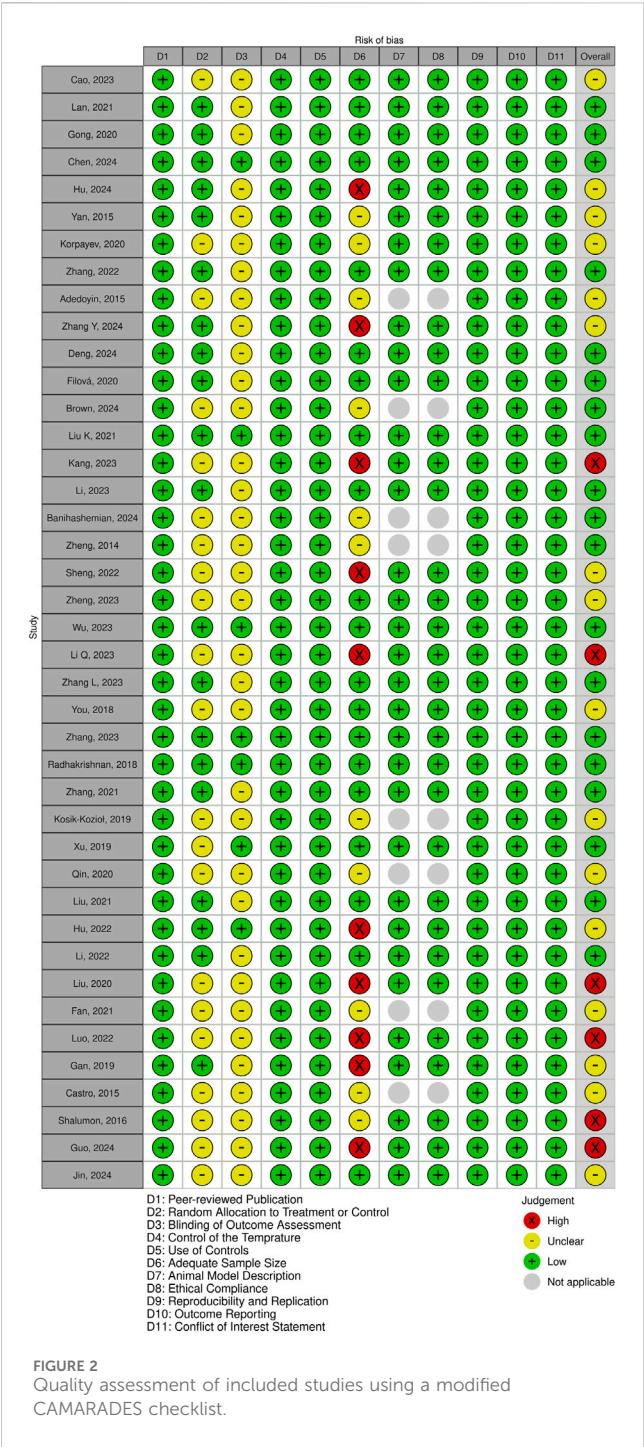 Risk of bias
D1 D2 D3 D4 D5 D6 D7 D8 D9 D10 D11 Overall
Cao, 2023 + - - + + + + + + + + -
Lan, 2021 + + - + + + + + + + + +
Gong, 2020 + + - + + + + + + + + +
Chen, 2024 + + + + + + + + + + + +
Hu, 2024 + + - + + X + + + + + -
Yan, 2015 + + - + + - + + + + + -
Korpayev, 2020 + - - + + - + + + + + -
Zhang, 2022 + + - + + + + + + + + +
Adedoyin, 2015 + - - + + - + + + -
Zhang Y, 2024 + + - + + X + + + + + -
Deng, 2024 + + - + + + + + + + + +
Filová, 2020 + + - + + + + + + + + +
Brown, 2024 + - - + + - + + + -
Liu K, 2021 + + + + + + + + + + + +
Kang, 2023 + - - + + X + + + + + X
Li, 2023 + + - + + + + + + + + +
Banihashemian, 2024 + - - + + - + + + +
Zheng, 2014 + - - + + - + + + +
Sheng, 2022 + - - + + X + + + + + -
Zheng, 2023 + - - + + + + + + + + -
Study
Wu, 2023 + + + + + + + + + + + +
Li Q, 2023 + - - + + X + + + + + X
Zhang L, 2023 + + - + + + + + + + + +
You, 2018 + - - + + + + + + + + -
Zhang, 2023 + + + + + + + + + + + +
Radhakrishnan, 2018 + + + + + + + + + + + +
Zhang, 2021 + + - + + + + + + + + +
Kosik-Kozioł, 2019 + - - + + - + + + -
Xu, 2019 + - + + + + + + + + + +
Qin, 2020 + - - + + - + + + -
Liu, 2021 + + - + + + + + + + + +
Hu, 2022 + + + + + X + + + + + -
Li, 2022 + + - + + + + + + + + +
Liu, 2020 + - - + + X + + + + + X
Fan, 2021 + - - + + - + + + -
Luo, 2022 + - - + + X + + + + + X
Gan, 2019 + + - + + X + + + + + -
Castro, 2015 + - - + + - + + + -
Shalumon, 2016 + - - + + - + + + + + X
Guo, 2024 + - - + + X + + + + + X
Jin, 2024 + - - + + + + + + + + -
D1: Peer-reviewed Publication
D2: Random Allocation to Treatment or Control
D3: Blinding of Outcome Assessment
D4: Control of the Temprature
D5: Use of Controls
D6: Adequate Sample Size
D7: Animal Model Description
D8: Ethical Compliance
D9: Reproducibility and Replication
D10: Outcome Reporting
D11: Conflict of Interest Statement
Judgement
X High
- Unclear
+ Low
Not applicable
FIGURE 2
Quality assessment of included studies using a modified
CAMARADES checklist.